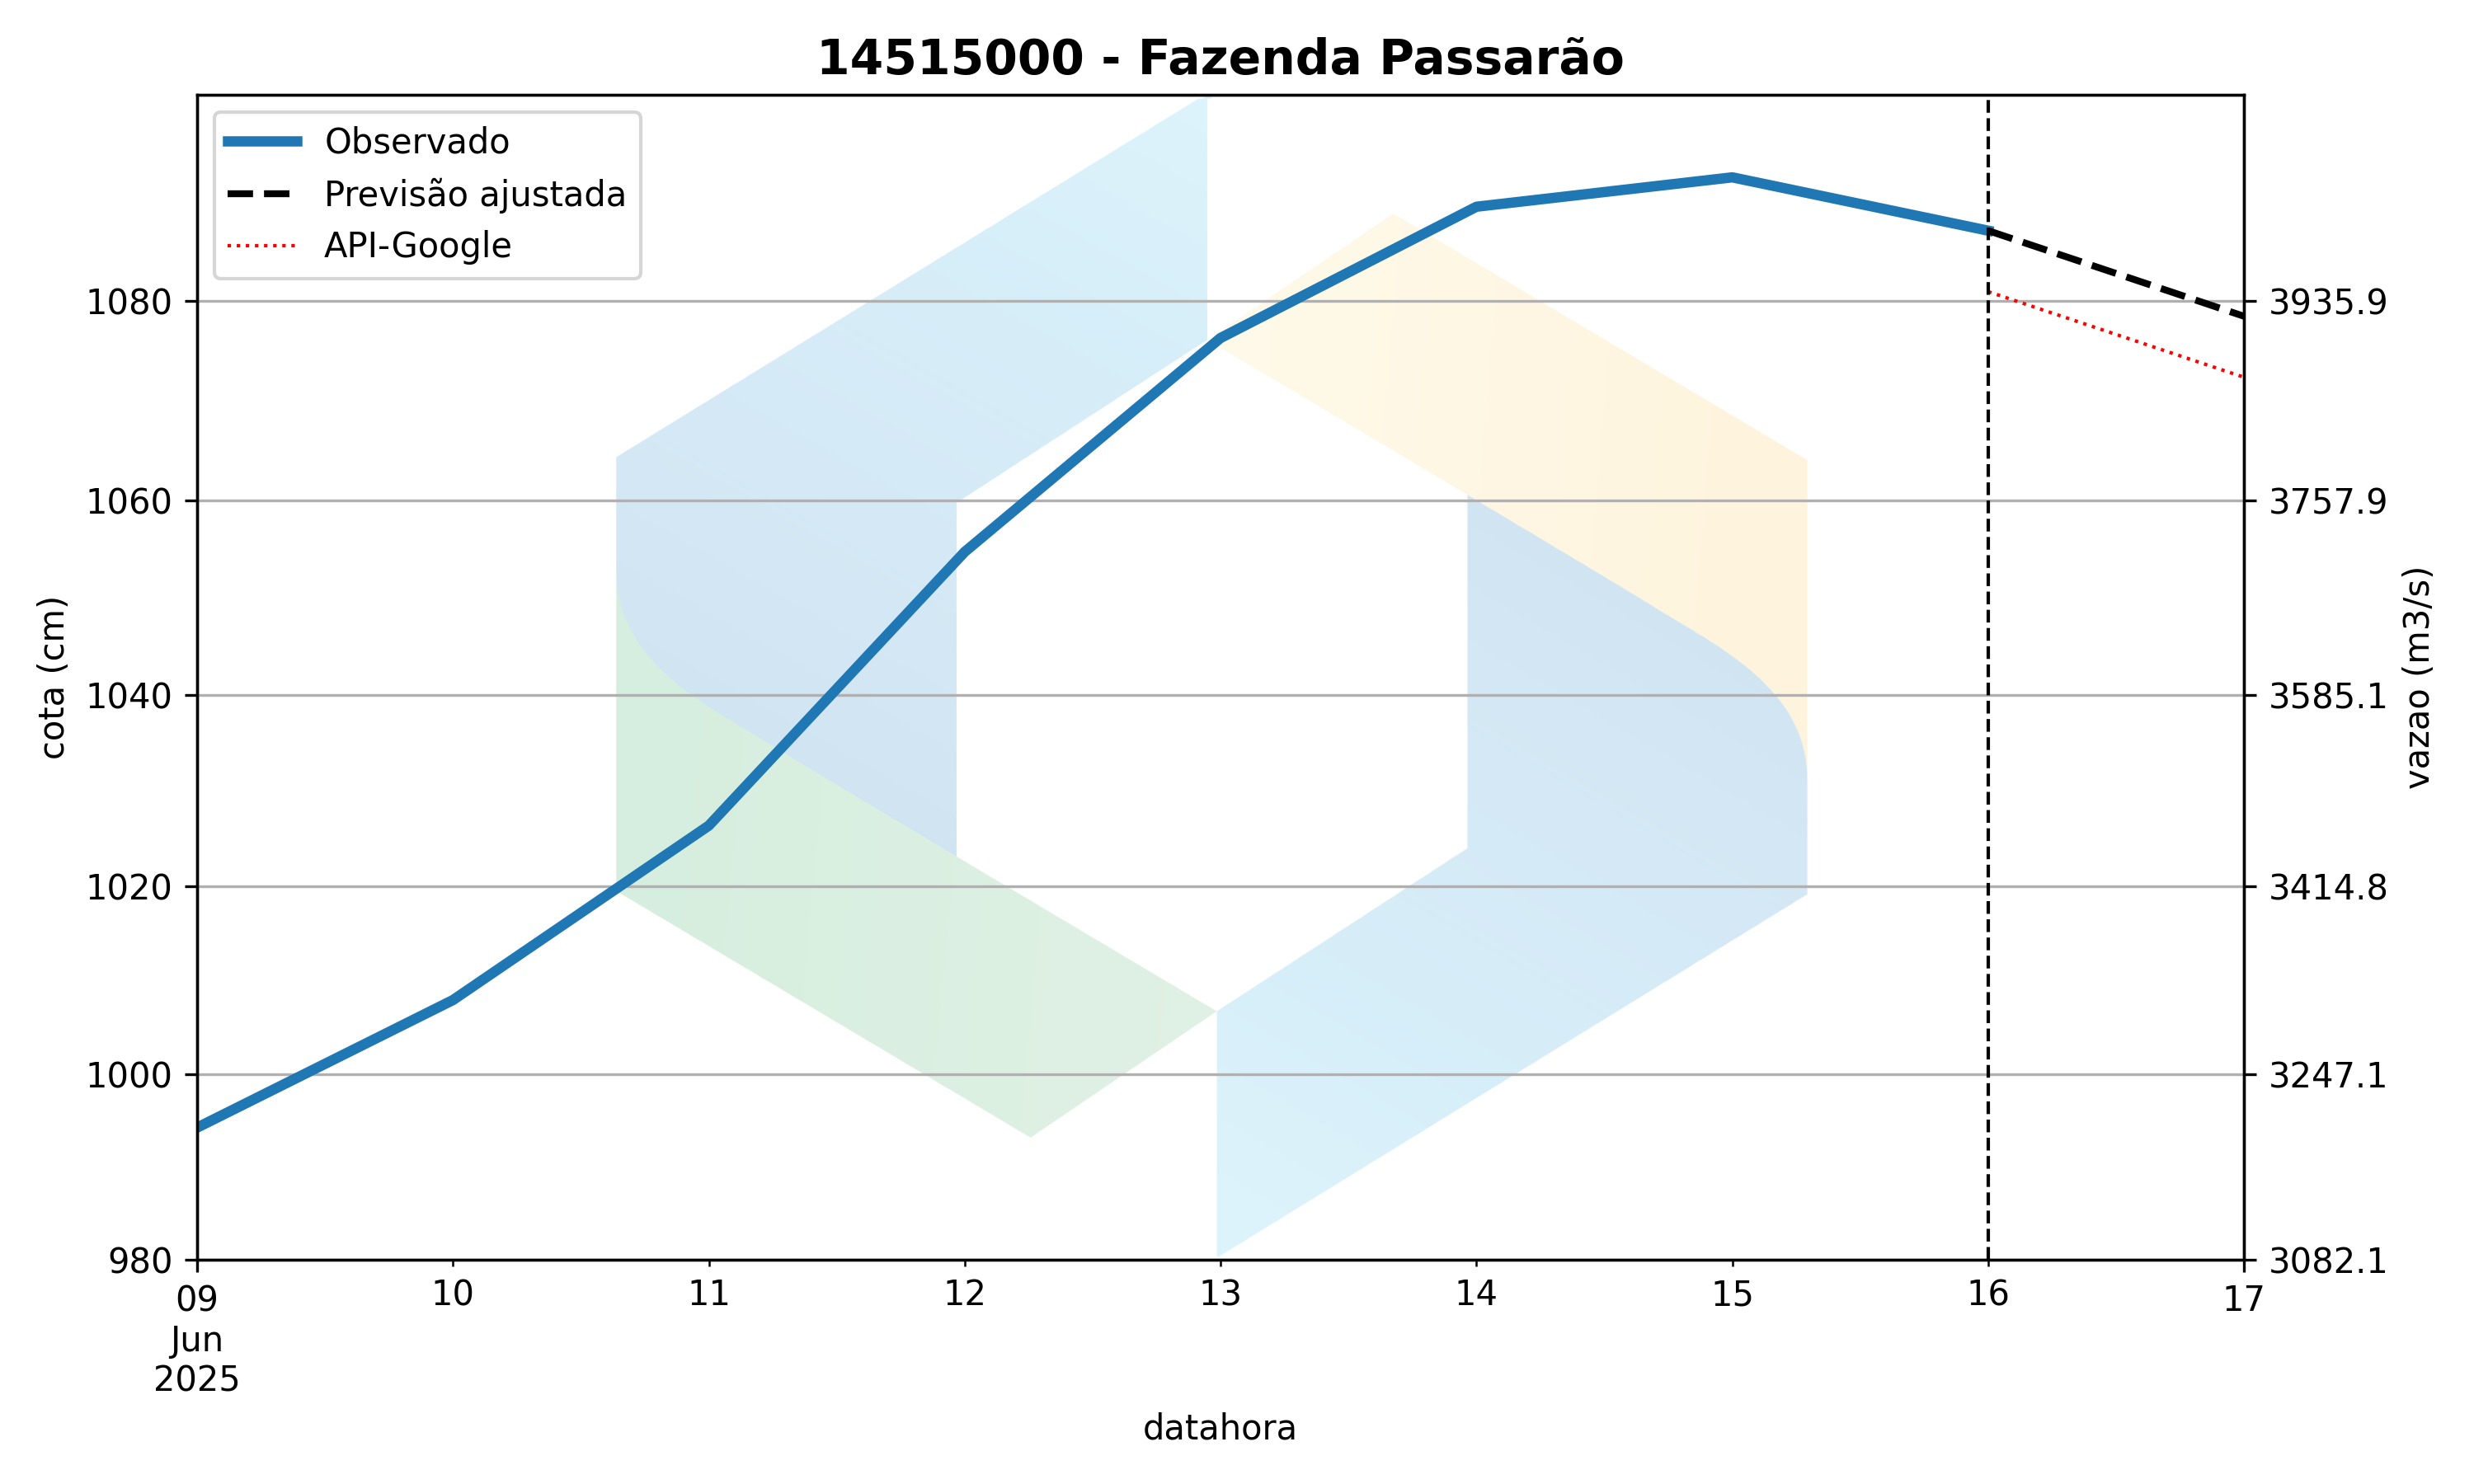 14515000 - Fazenda Passarão
Observado
Previsão ajustada
API-Google
1080
1060
1040
1020
1000
980
cota (cm)
3935.9
3757.9
3585.1
3414.8
3247.1
3082.1
vazao (m3/s)
09
Jun
2025
10
11
12
13
14
15
16
17
datahora